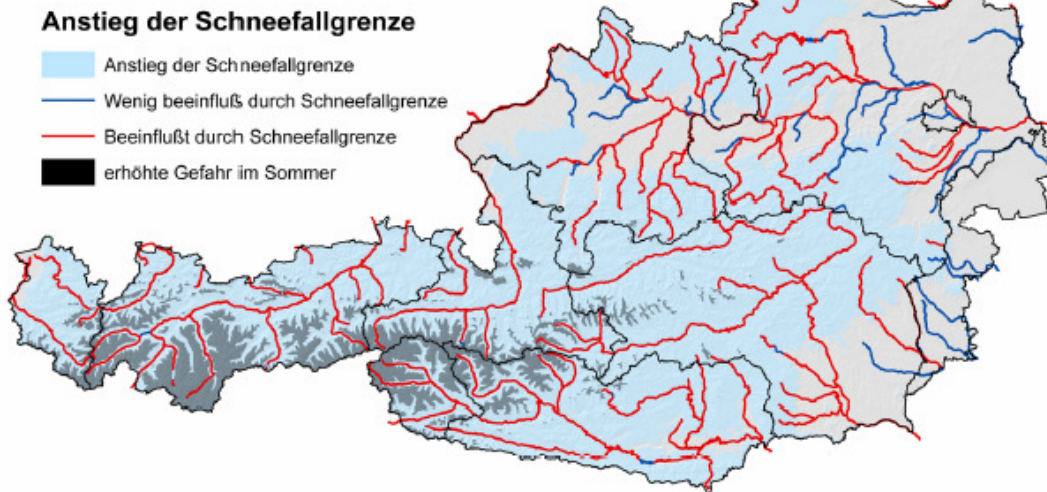 Anstieg der Schneefallgrenze
Anstieg der Schneefallgrenze
Wenig beeinfluß durch Schneefallgrenze
Beeinflußt durch Schneefallgrenze
erhöhte Gefahr im Sommer